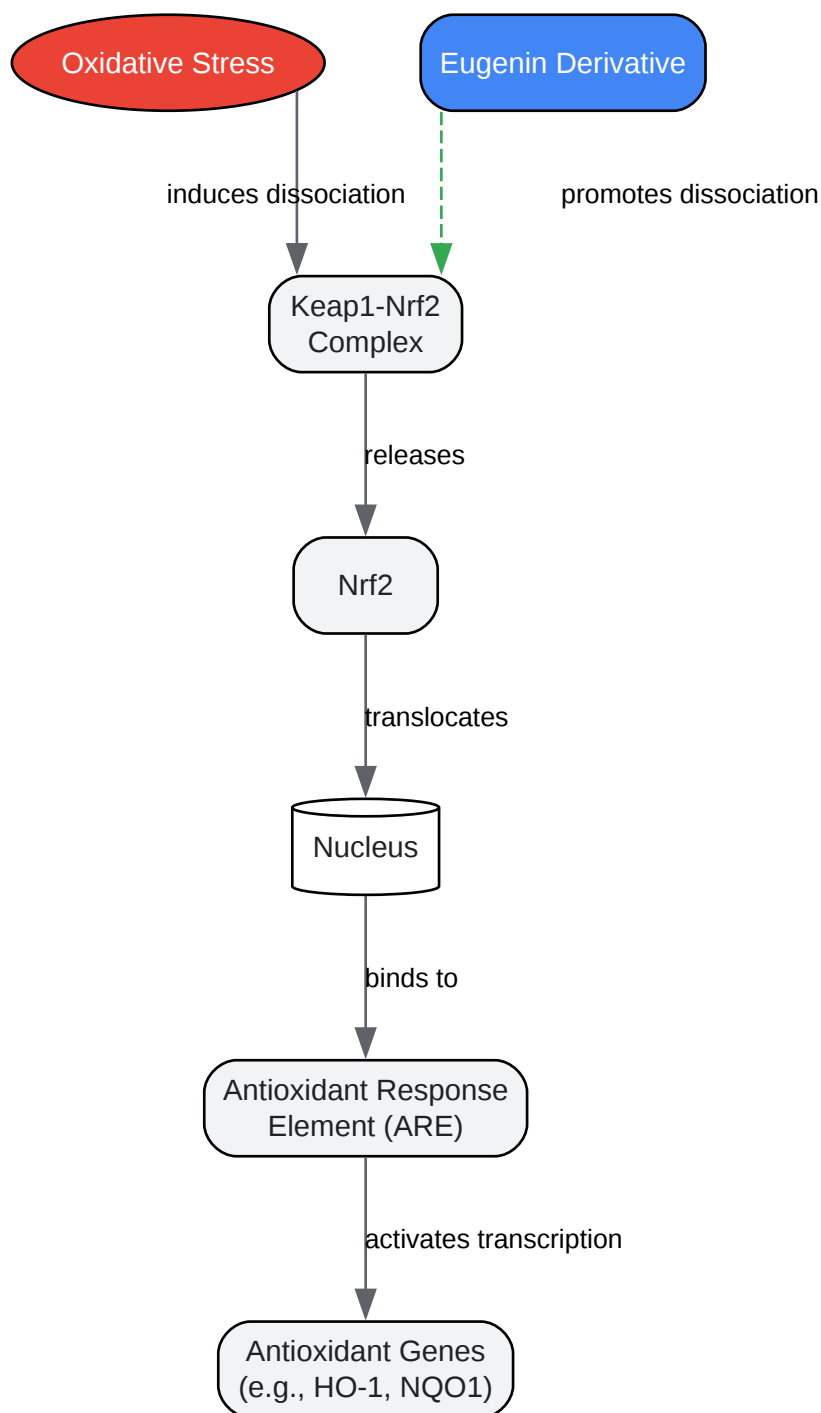 Oxidative Stress
Eugenin Derivative
induces dissociation
promotes dissociation
Keap1-Nrf2
Complex
releases
Nrf2
translocates
Nucleus
binds to
Antioxidant Response
Element (ARE)
activates transcription
Antioxidant Genes
(e.g., HO-1, NQO1)